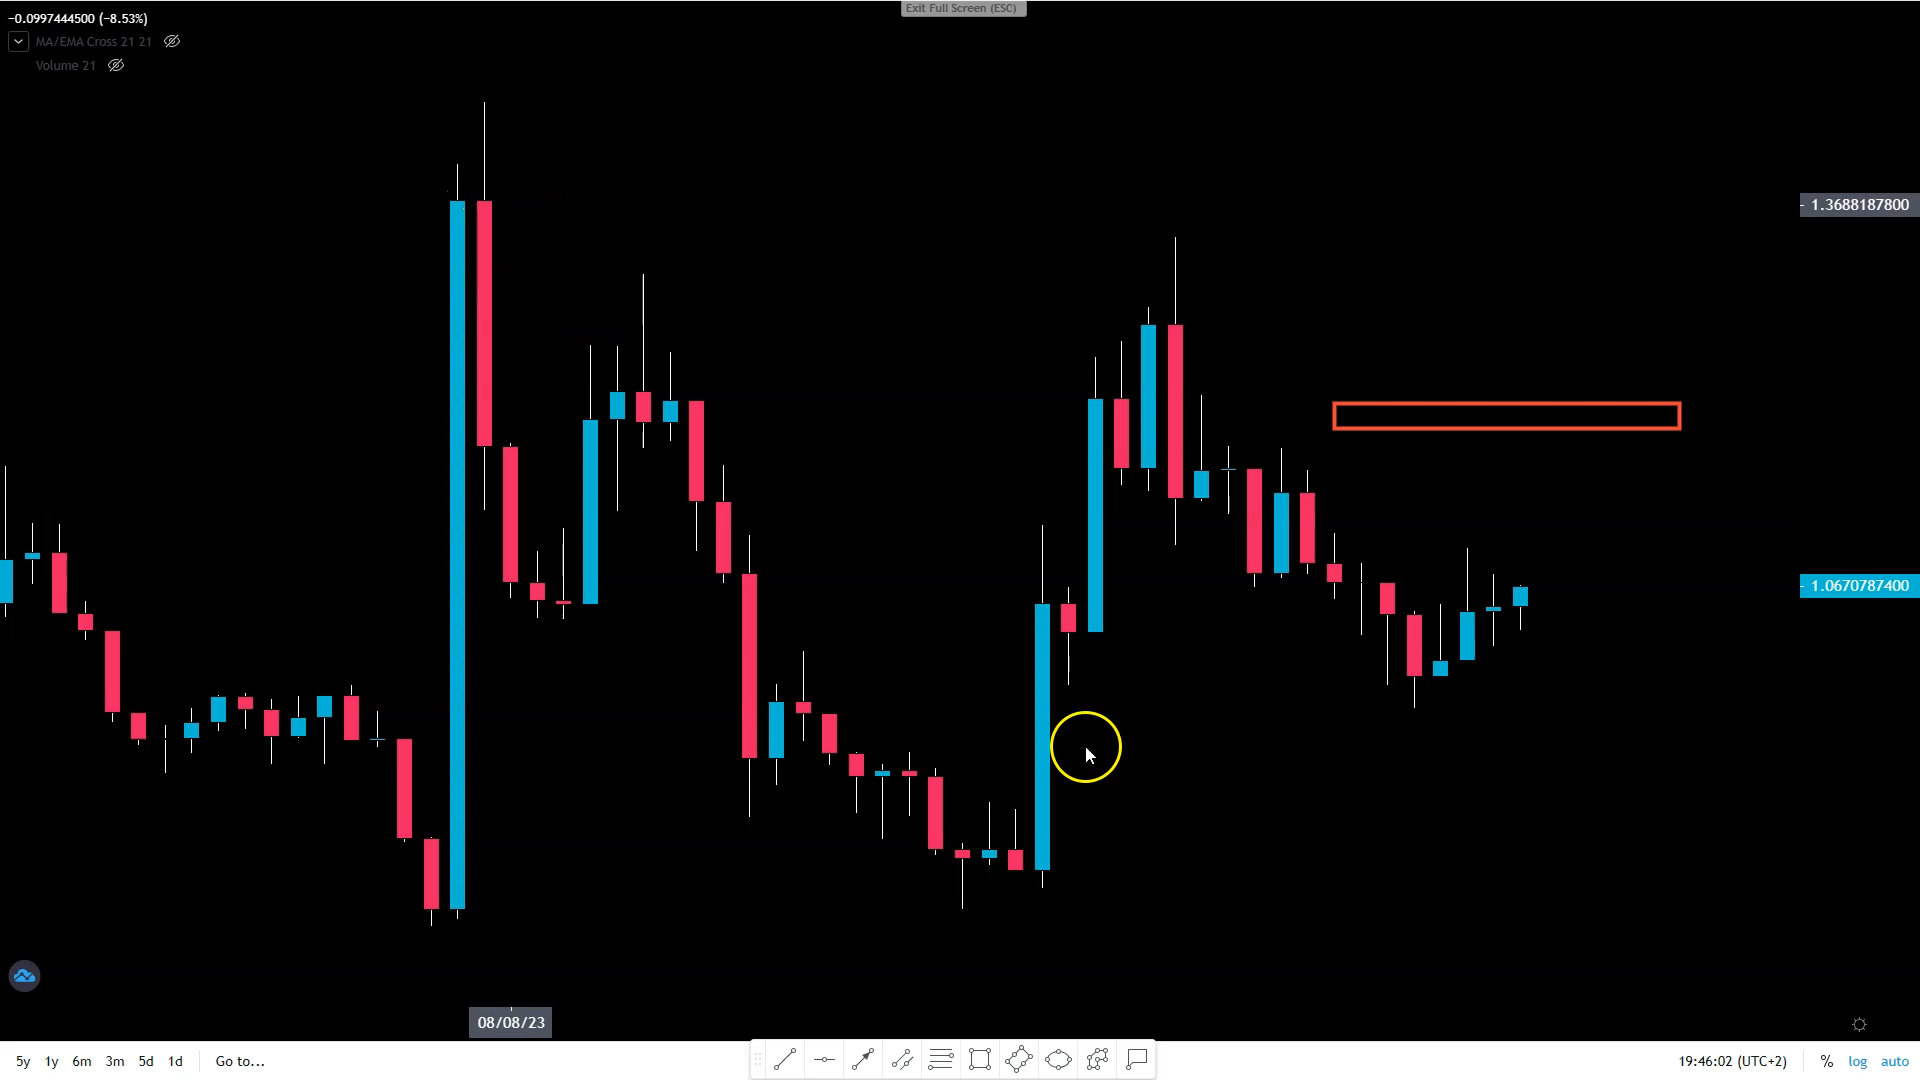 Exit Full Screen (ESC)
−0.0997444500 (−8.53%)
MA/EMA Cross 21 21
Volume 21
1.3688187800
1.0670787400
08/08/23
5y 1y 6m 3m 5d 1d Go to... 19:46:02 (UTC+2) % log auto